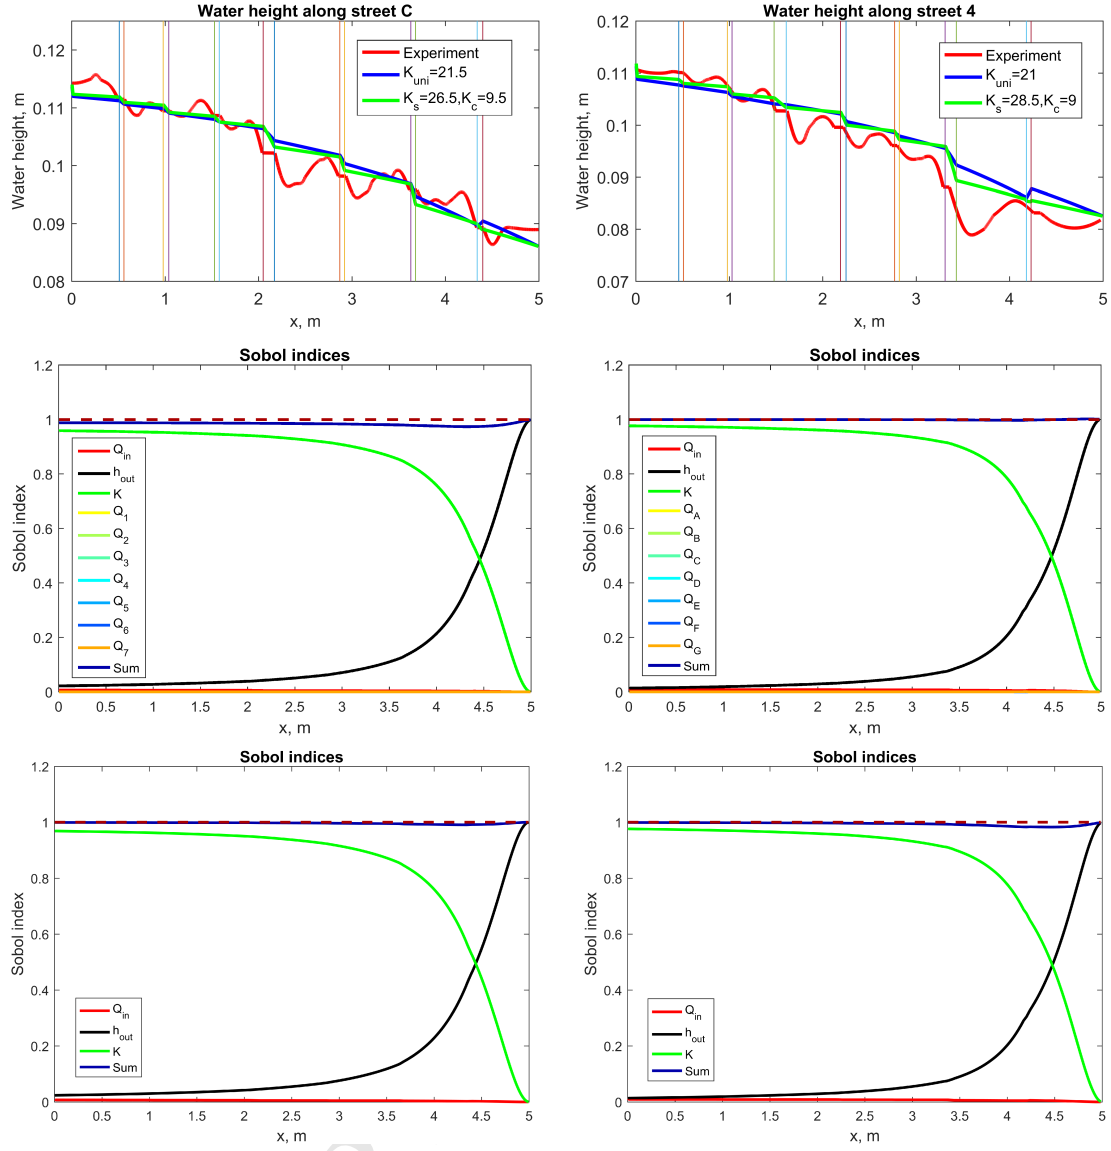 Water height along street C
0.12
0.11
0.1
0.09
0.08
Water height, m
Experiment
K_uni=21.5
K_s=26.5,K_c=9.5
0 1 2 3 4 5
x, m
Water height along street 4
0.12
0.11
0.1
0.09
0.08
0.07
Water height, m
Experiment
K_uni=21
K_s=28.5,K_c=9
0 1 2 3 4 5
x, m
Sobol indices
1.2
1
0.8
0.6
0.4
0.2
0
Sobol index
Q_in
h_out
K
Q_1
Q_2
Q_3
Q_4
Q_5
Q_6
Q_7
Sum
0 0.5 1 1.5 2 2.5 3 3.5 4 4.5 5
x, m
Sobol indices
1.2
1
0.8
0.6
0.4
0.2
0
Sobol index
Q_in
h_out
K
Q_A
Q_B
Q_C
Q_D
Q_E
Q_F
Q_G
Sum
0 0.5 1 1.5 2 2.5 3 3.5 4 4.5 5
x, m
Sobol indices
1.2
1
0.8
0.6
0.4
0.2
0
Sobol index
Q_in
h_out
K
Sum
0 0.5 1 1.5 2 2.5 3 3.5 4 4.5 5
x, m
Sobol indices
1.2
1
0.8
0.6
0.4
0.2
0
Sobol index
Q_in
h_out
K
Sum
0 0.5 1 1.5 2 2.5 3 3.5 4 4.5 5
x, m